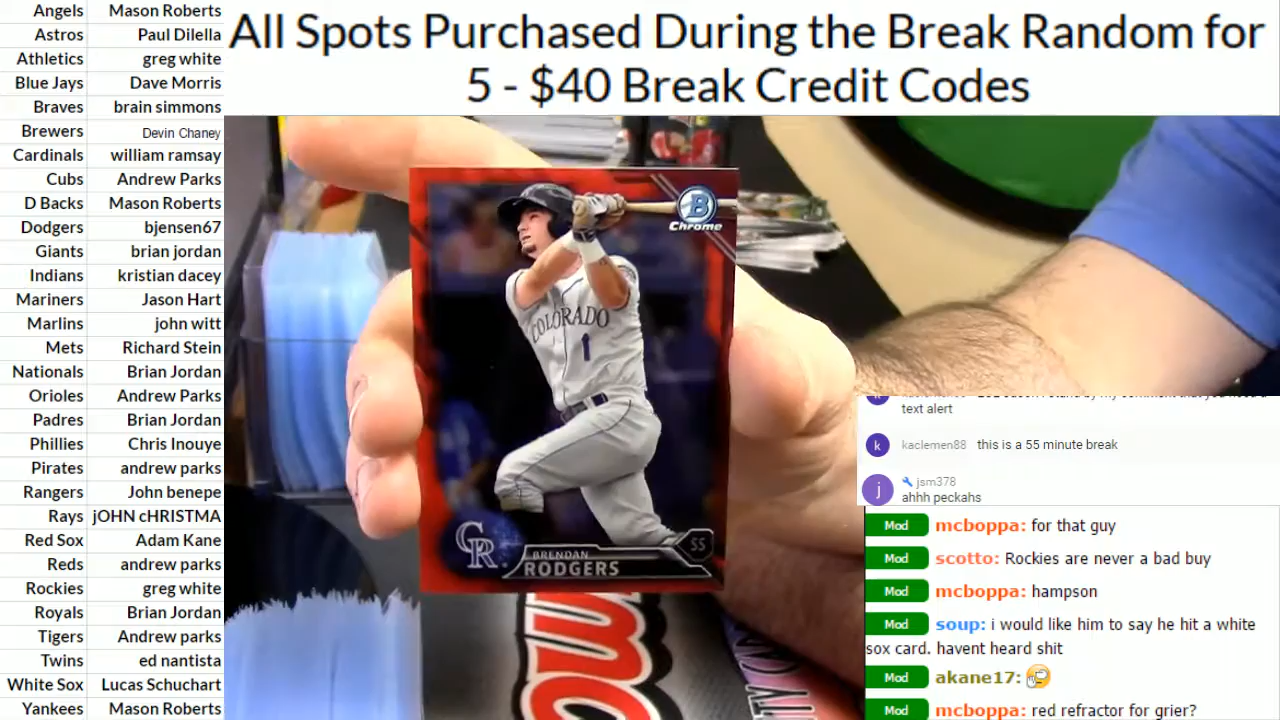 All Spots Purchased During the Break Random for
5 - $40 Break Credit Codes
Angels Mason Roberts
Astros Paul Dilella
Athletics greg white
Blue Jays Dave Morris
Braves brain simmons
Brewers Devin Chaney
Cardinals william ramsay
Cubs Andrew Parks
D Backs Mason Roberts
Dodgers bjensen67
Giants brian jordan
Indians kristian dacey
Mariners Jason Hart
Marlins john witt
Mets Richard Stein
Nationals Brian Jordan
Orioles Andrew Parks
Padres Brian Jordan
Phillies Chris Inouye
Pirates andrew parks
Rangers John benepe
Rays jOHN cHRISTMA
Red Sox Adam Kane
Reds andrew parks
Rockies greg white
Royals Brian Jordan
Tigers Andrew parks
Twins ed nantista
White Sox Lucas Schuchart
Yankees Mason Roberts
B
Chrome
COLORADO
1
CR
SS
BRENDAN
RODGERS
text alert
k kaclemen88 this is a 55 minute break
j jsm378
ahhh peckahs
Mod mcboppa: for that guy
Mod scotto: Rockies are never a bad buy
Mod mcboppa: hampson
Mod soup: i would like him to say he hit a white
sox card. havent heard shit
Mod akane17:
Mod mcboppa: red refractor for grier?